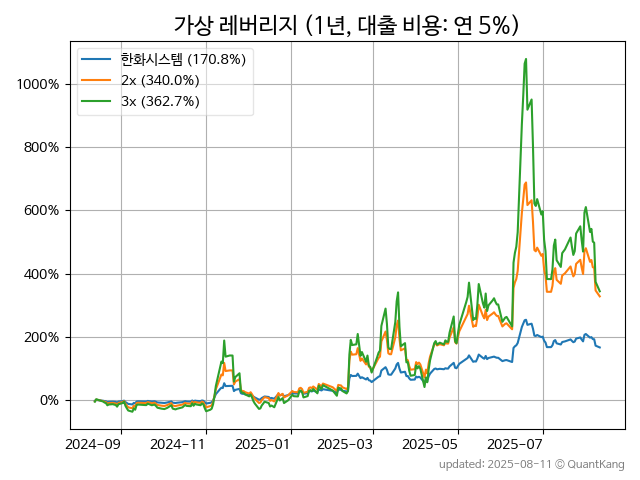 가상 레버리지 (1년, 대출 비용: 연 5%)
한화시스템 (170.8%)
2x (340.0%)
3x (362.7%)
1000%
800%
600%
400%
200%
0%
2024-09 2024-11 2025-01 2025-03 2025-05 2025-07
updated: 2025-08-11 © QuantKang